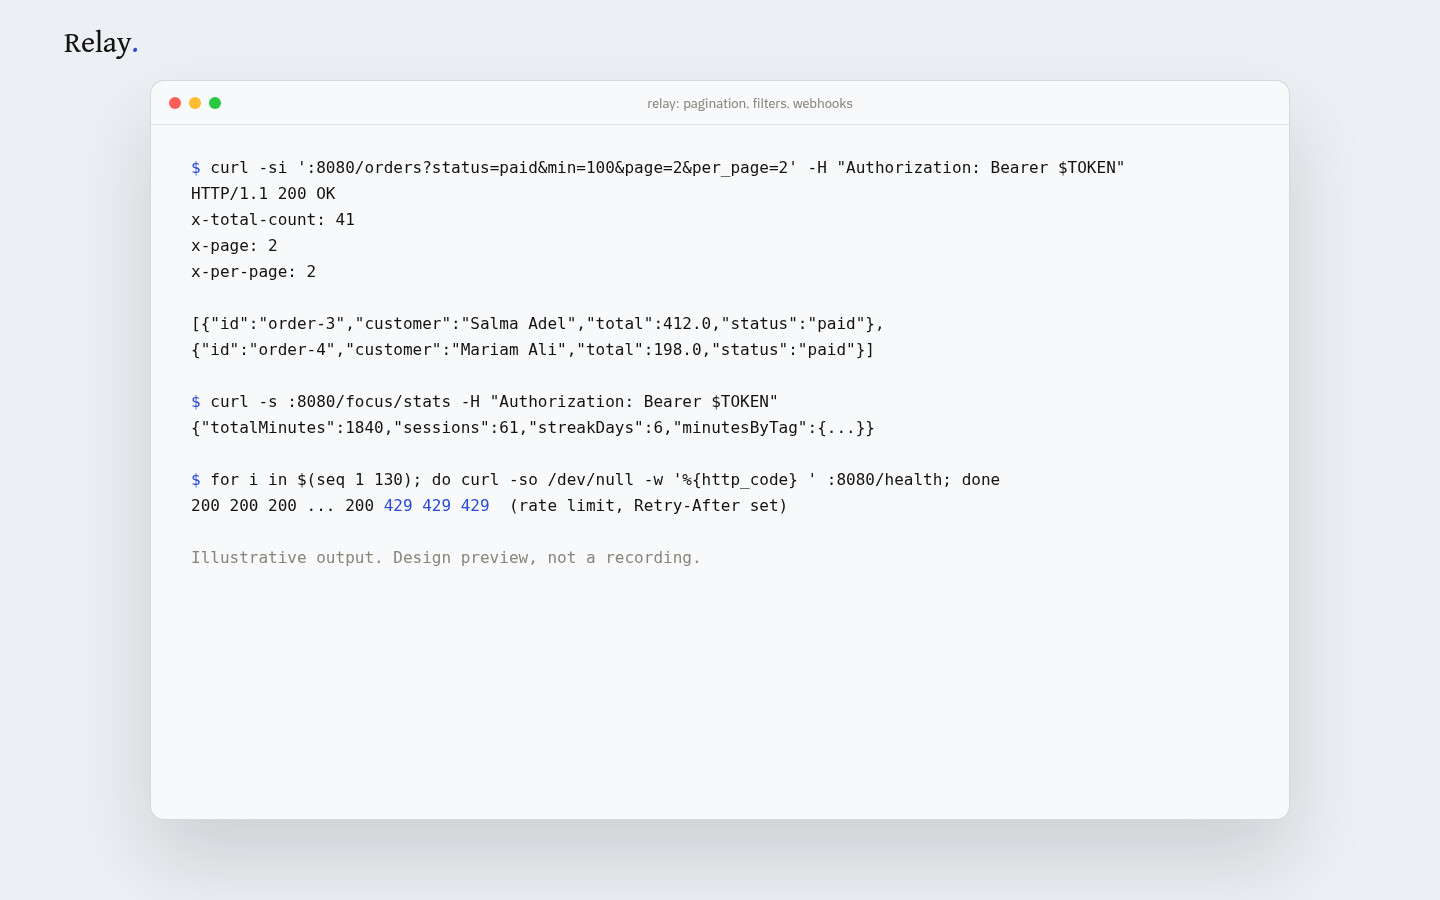 Relay.
relay: pagination, filters, webhooks
$ curl -si ':8080/orders?status=paid&min=100&page=2&per_page=2' -H "Authorization: Bearer $TOKEN"
HTTP/1.1 200 OK
x-total-count: 41
x-page: 2
x-per-page: 2
[{"id":"order-3","customer":"Salma Adel","total":412.0,"status":"paid"},
{"id":"order-4","customer":"Mariam Ali","total":198.0,"status":"paid"}]
$ curl -s :8080/focus/stats -H "Authorization: Bearer $TOKEN"
{"totalMinutes":1840,"sessions":61,"streakDays":6,"minutesByTag":{...}}
$ for i in $(seq 1 130); do curl -so /dev/null -w '%{http_code} ' :8080/health; done
200 200 200 ... 200 429 429 429  (rate limit, Retry-After set)
Illustrative output. Design preview, not a recording.